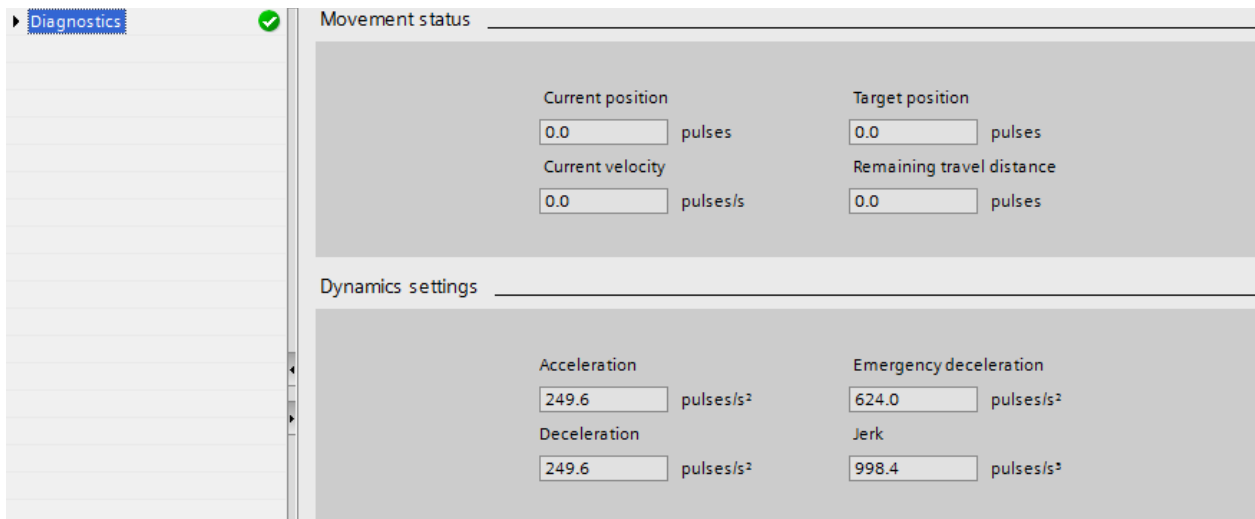 Diagnostics
Movement status
Current position Target position
0.0 pulses 0.0 pulses
Current velocity Remaining travel distance
0.0 pulses/s 0.0 pulses
Dynamics settings
Acceleration Emergency deceleration
249.6 pulses/s² 624.0 pulses/s²
Deceleration Jerk
249.6 pulses/s² 998.4 pulses/s³